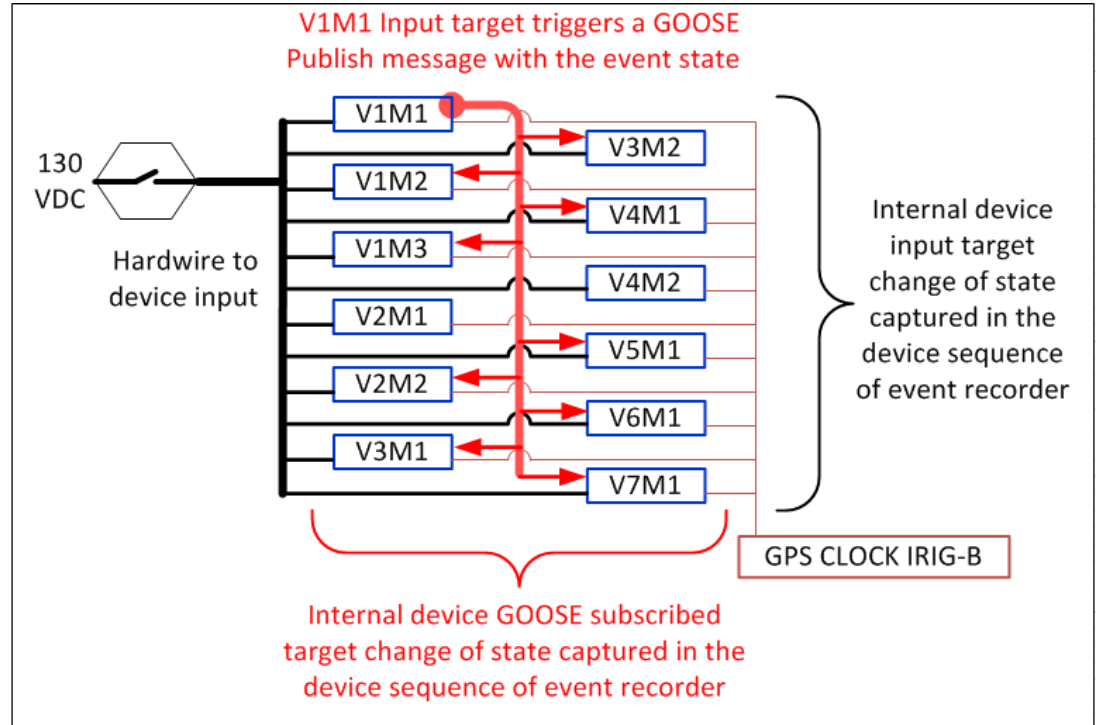 V1M1 Input target triggers a GOOSE
Publish message with the event state
V1M1
V3M2
130
VDC
V1M2
V4M1
Hardwire to
device input
V1M3
V4M2
V2M1
V5M1
V2M2
V6M1
V3M1
V7M1
Internal device
input target
change of state
captured in the
device sequence
of event recorder
GPS CLOCK IRIG-B
Internal device GOOSE subscribed
target change of state captured in the
device sequence of event recorder